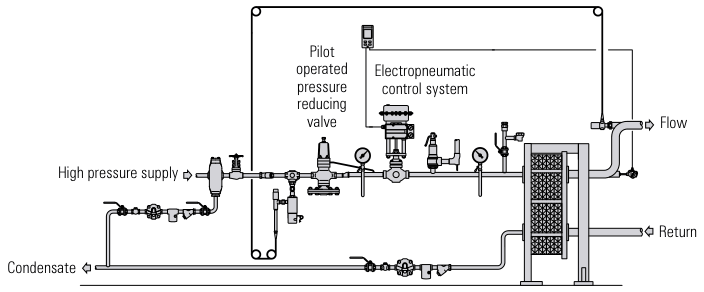 Pilot
operated
pressure
reducing
valve
Electropneumatic
control system
Flow
High pressure supply
Return
Condensate